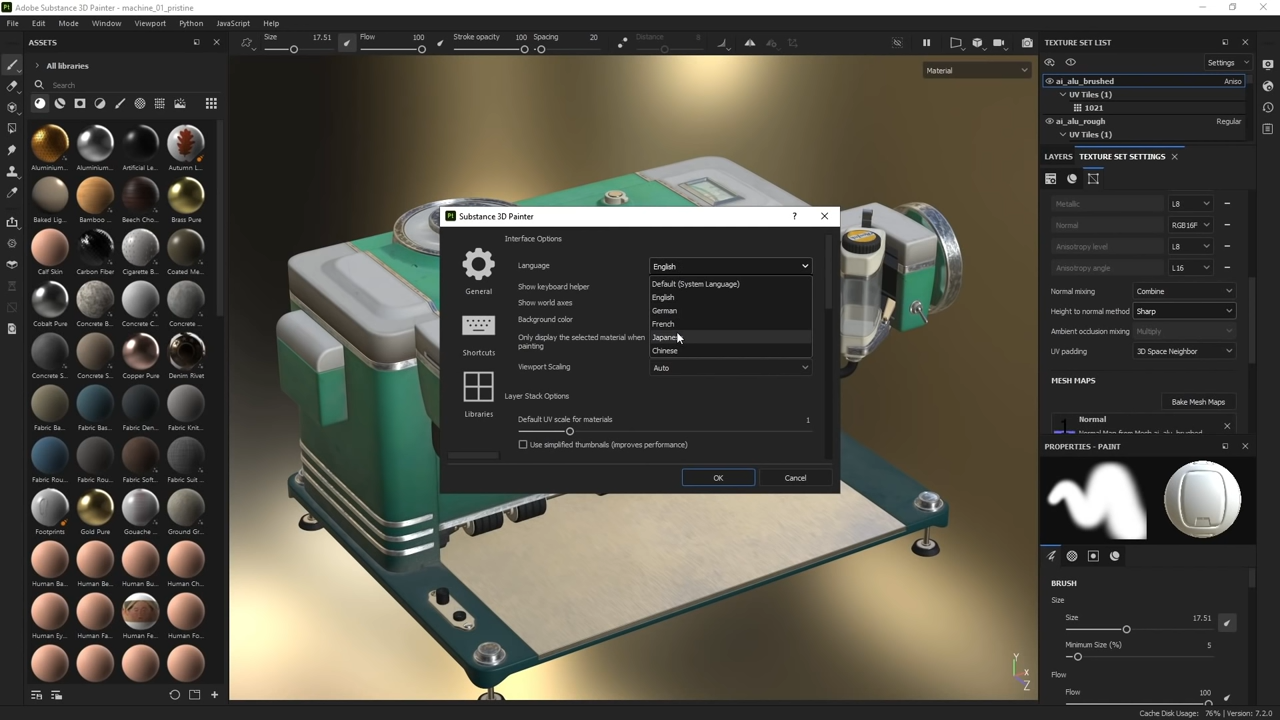 Adobe Substance 3D Painter - machine_01_pristine
File Edit Mode Window Viewport Python JavaScript Help
ASSETS
All libraries
Search
Aluminium... Aluminium... Artificial Le... Autumn L...
Baked Lig... Bamboo ... Beech Cho... Brass Pure
Calf Skin Carbon Fiber Cigarette B... Coated Me...
Cobalt Pure Concrete B... Concrete C... Concrete ...
Concrete S... Concrete S... Copper Pure Denim Rivet
Fabric Ba... Fabric Bas... Fabric Den... Fabric Knit...
Fabric Rou... Fabric Rou... Fabric Soft... Fabric Suit ...
Footprints Gold Pure Gouache ... Ground Gr...
Human Be... Human Be... Human Bu... Human Ch...
Human Ey... Human Fa... Human Fe... Human Fo...
Size 17.51 Flow 100 Stroke opacity 100 Spacing 20 Distance 8
Material
Substance 3D Painter ?
General
Shortcuts
Libraries
Interface Options
Language English
Default (System Language)
English
German
French
Chinese
Show keyboard helper
Show world axes
Background color
Only display the selected material when
painting
Viewport Scaling Auto
Layer Stack Options
Default UV scale for materials 1
Use simplified thumbnails (improves performance)
OK Cancel
Y
X
Z
TEXTURE SET LIST
Settings
ai_alu_brushed Aniso
UV Tiles (1)
1021
ai_alu_rough Regular
UV Tiles (1)
LAYERS TEXTURE SET SETTINGS
Metallic L8
Normal RGB16F
Anisotropy level L8
Anisotropy angle L16
Normal mixing Combine
Height to normal method Sharp
Ambient occlusion mixing Multiply
UV padding 3D Space Neighbor
MESH MAPS
Bake Mesh Maps
Normal
Normal Map from Mesh ai_alu_brushed
PROPERTIES - PAINT
BRUSH
Size
Size 17.51
Minimum Size (%) 5
Flow
Flow 100
Cache Disk Usage: 76% | Version: 7.2.0